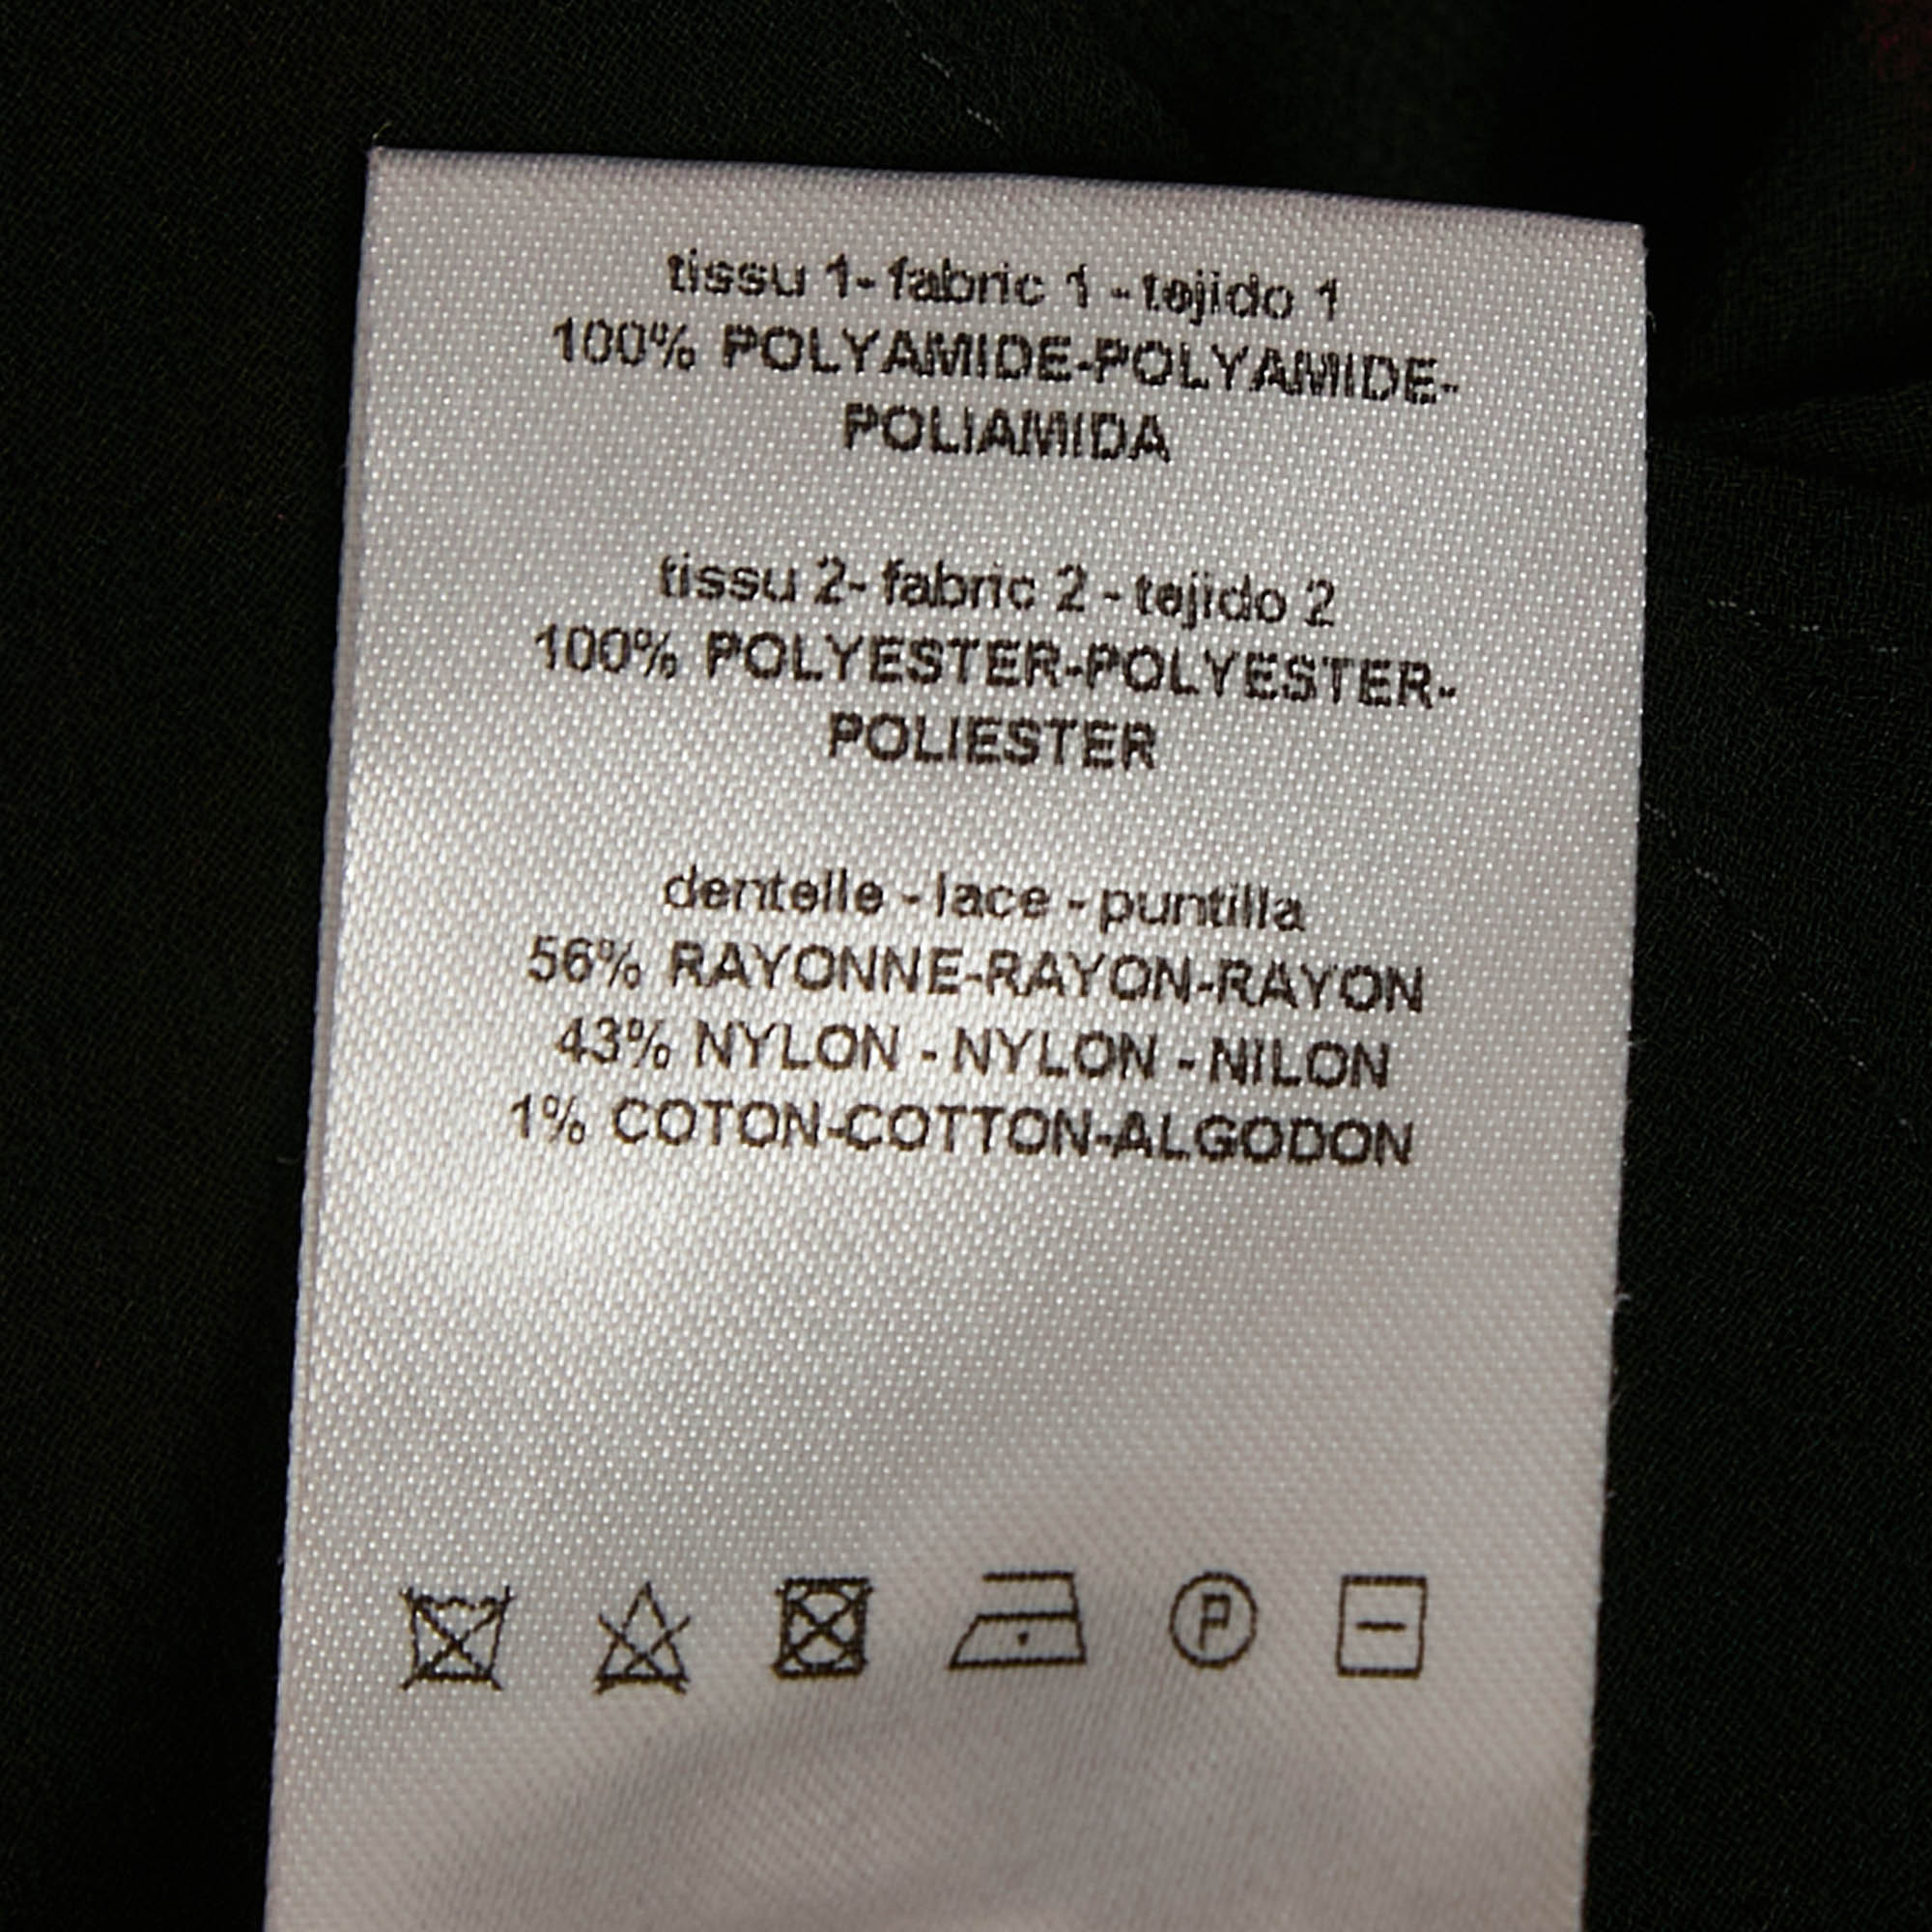 tissu 1- fabric 1 - tejido 1
100% POLYAMIDE-POLYAMIDE-
POLIAMIDA
tissu 2- fabric 2 - tejido 2
100% POLYESTER-POLYESTER-
POLIESTER
dentelle - lace - puntilla
56% RAYONNE-RAYON-RAYON
43% NYLON - NYLON - NILON
1% COTON-COTTON-ALGODON
P